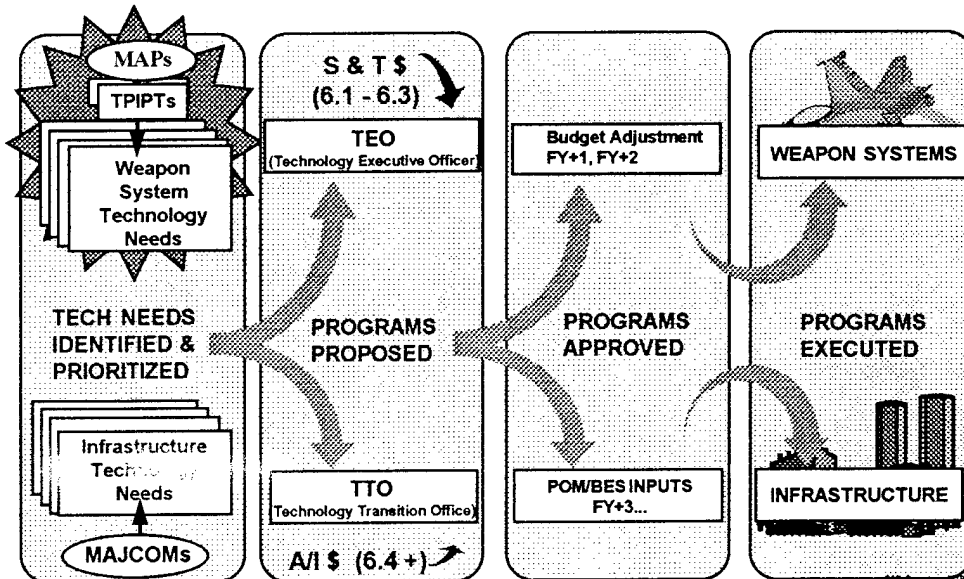 MAPs
TPIPTs
Weapon
System
Technology
Needs
TECH NEEDS
IDENTIFIED &
PRIORITIZED
Infrastructure
Technology
Needs
MAJCOMs
S & T $
(6.1 - 6.3)
TEO
(Technology Executive Officer)
PROGRAMS
PROPOSED
TTO
(Technology Transition Office)
A/I $ (6.4 +)
Budget Adjustment
FY+1, FY+2
PROGRAMS
APPROVED
POM/BES INPUTS
FY+3...
WEAPON SYSTEMS
PROGRAMS
EXECUTED
INFRASTRUCTURE